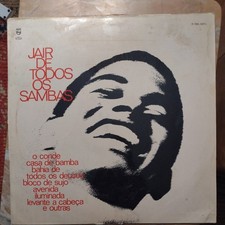 JAIR
DE
TODOS
OS
SAMBAS
o conde
casa de bamba
bahia de
todos os deuses
bloco de sujo
avenida
iluminada
levante a cabeça
e outras